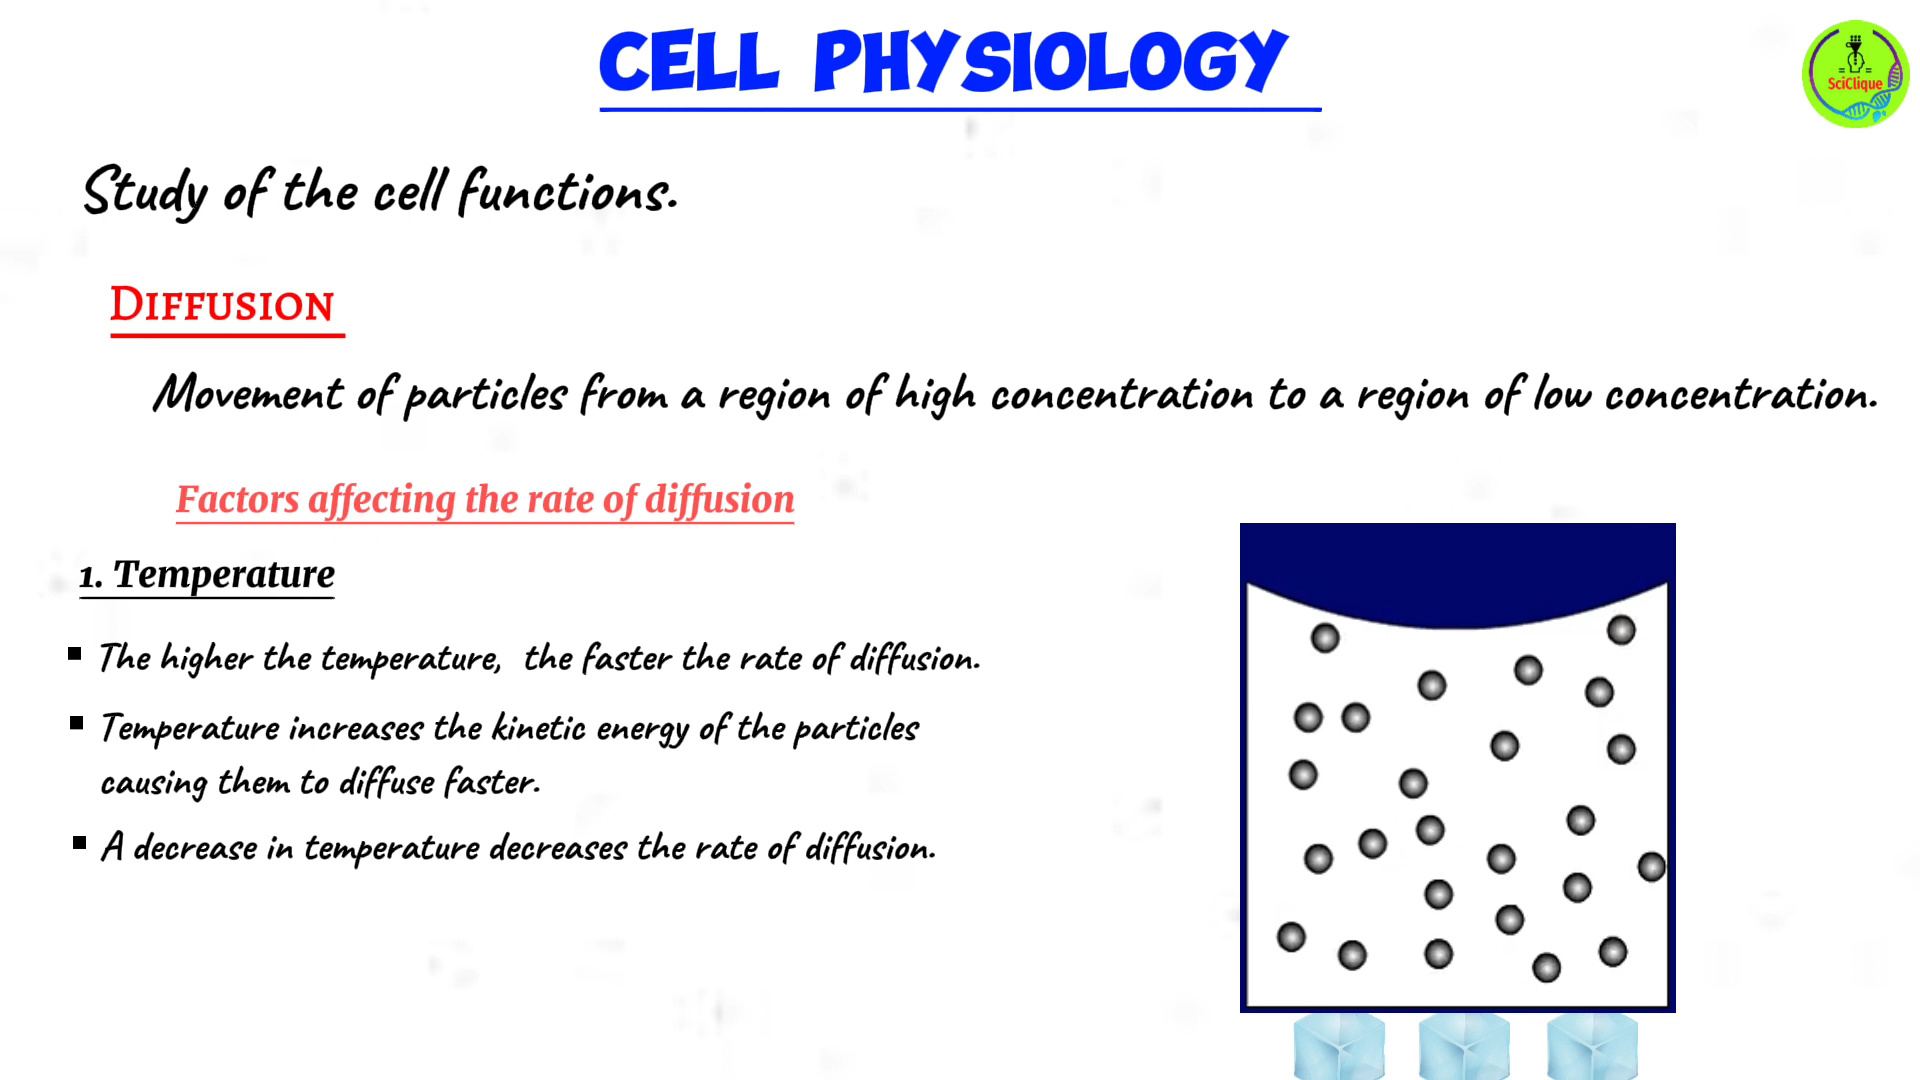 CELL PHYSIOLOGY
SciClique
Study of the cell functions.
DIFFUSION
Movement of particles from a region of high concentration to a region of low concentration.
Factors affecting the rate of diffusion
1. Temperature
▪ The higher the temperature, the faster the rate of diffusion.
▪ Temperature increases the kinetic energy of the particles
causing them to diffuse faster.
▪ A decrease in temperature decreases the rate of diffusion.